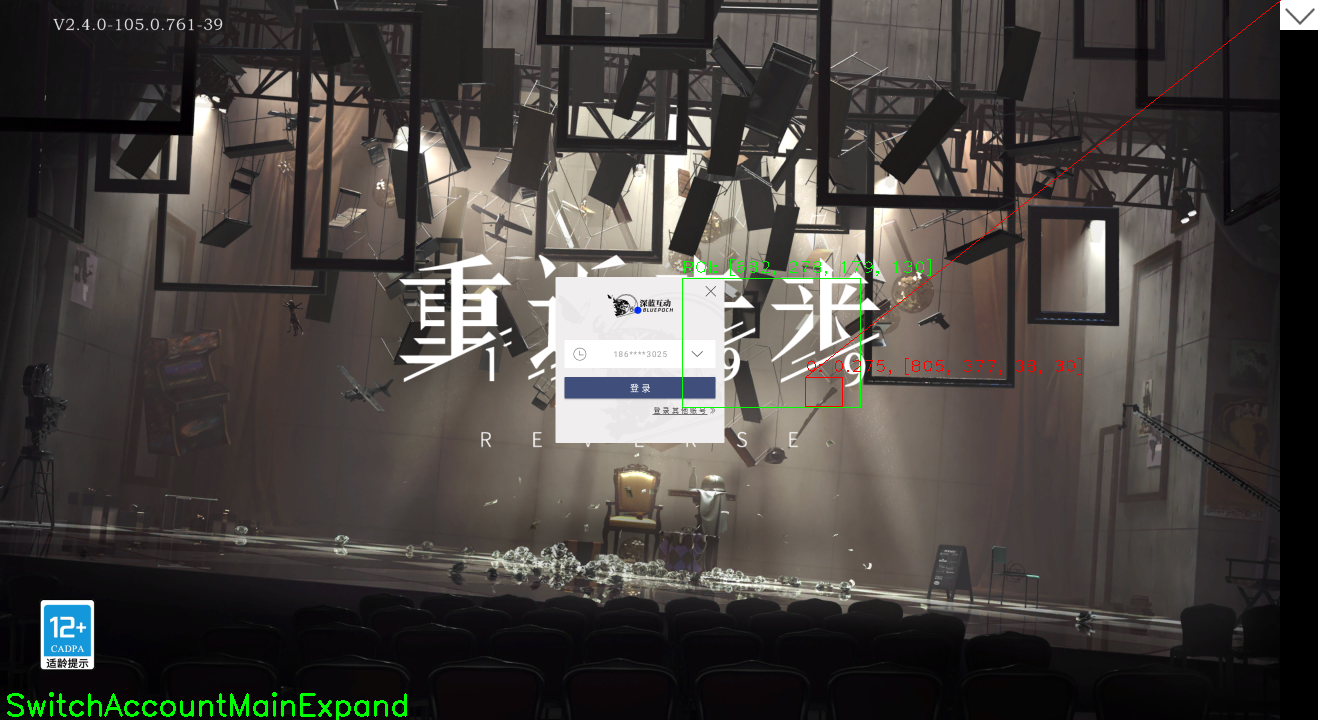 V2.4.0-105.0.761-39
深蓝互动
BLUEPOCH
186****3025
登录
登录其他账号
REVERSE
12+
CADPA
适龄提示
SwitchAccountMainExpand